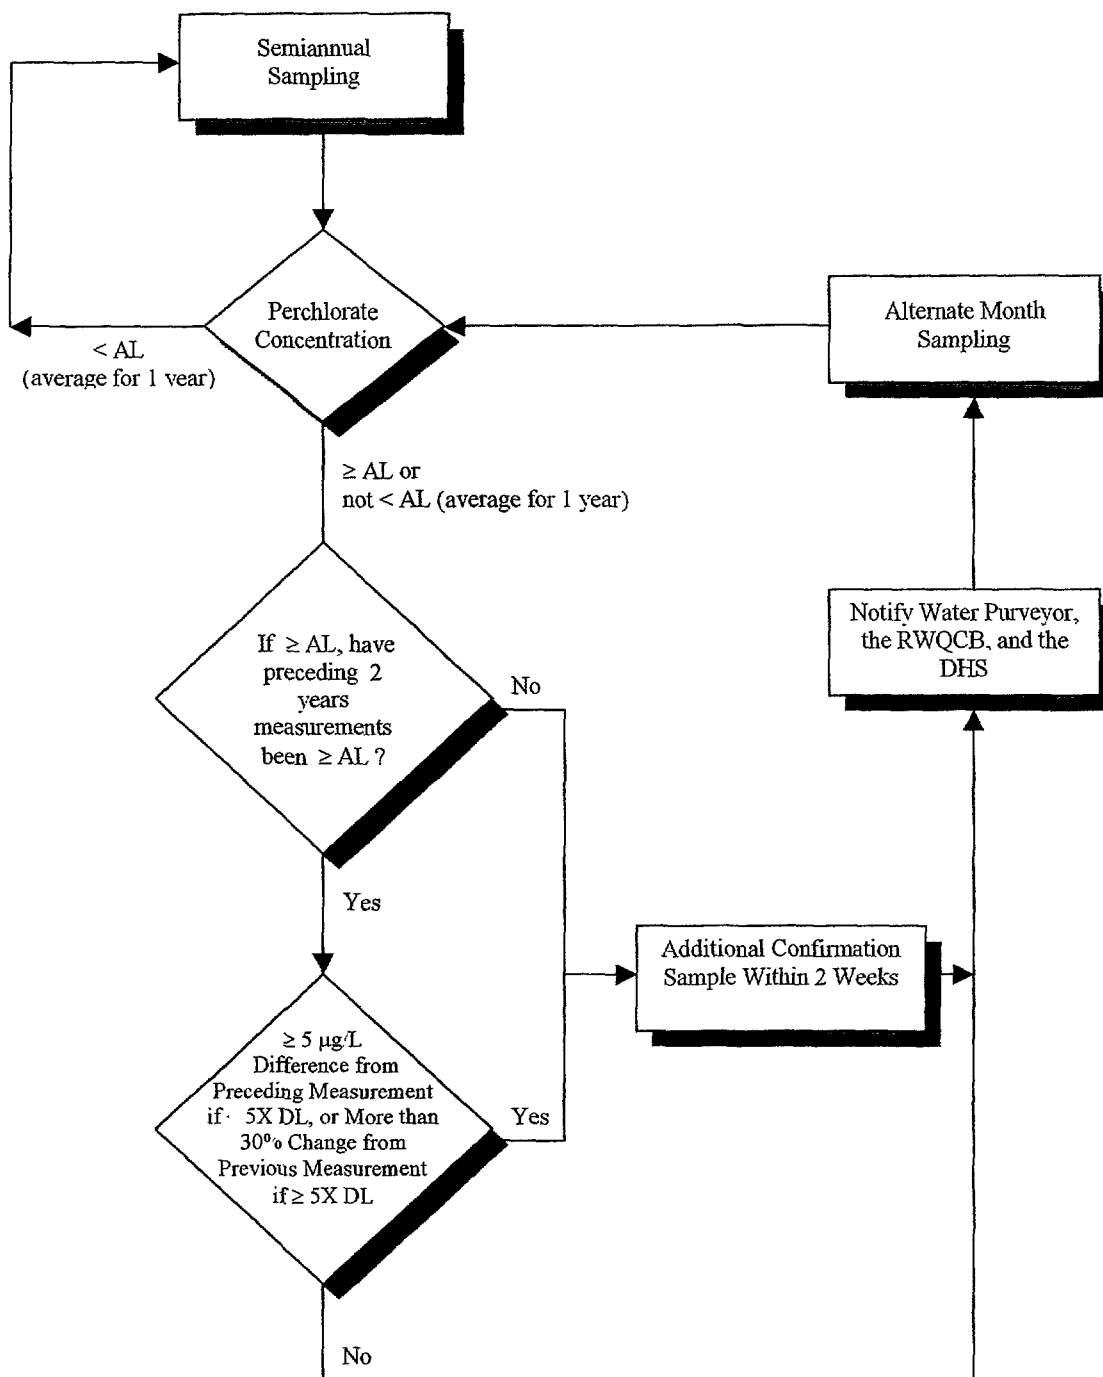 Semiannual
Sampling
Perchlorate
Concentration
< AL
(average for 1 year)
Alternate Month
Sampling
≥ AL or
not < AL (average for 1 year)
If ≥ AL, have
preceding 2
years
measurements
been ≥ AL ?
No
Notify Water Purveyor,
the RWQCB, and the
DHS
Yes
Additional Confirmation
Sample Within 2 Weeks
≥ 5 µg/L
Difference from
Preceding Measurement
if 5X DL, or More than
30% Change from
Previous Measurement
if ≥ 5X DL
Yes
No